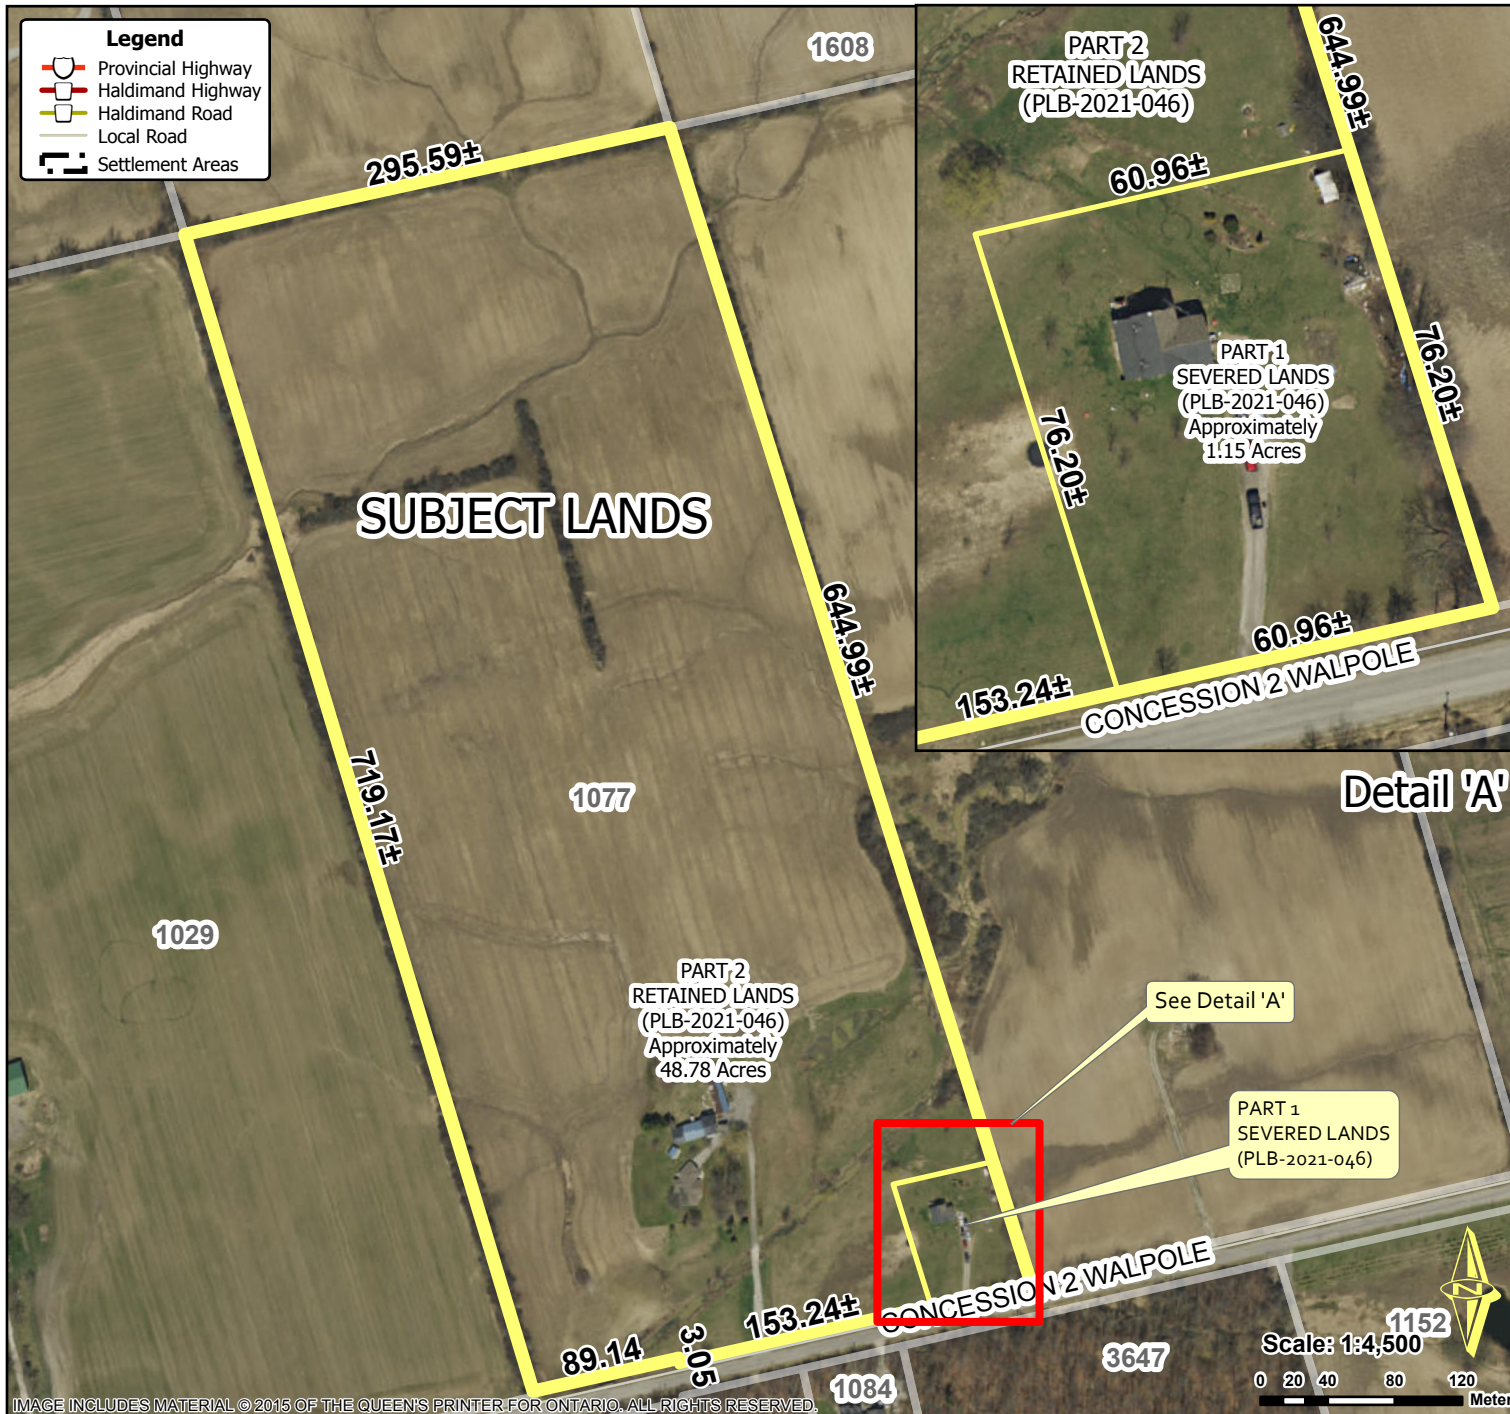 Legend
Provincial Highway
Haldimand Highway
Haldimand Road
Local Road
Settlement Areas
1608
295.59±
SUBJECT LANDS
644.99±
719.17±
1077
1029
PART 2
RETAINED LANDS
(PLB-2021-046)
Approximately
48.78 Acres
PART 2
RETAINED LANDS
(PLB-2021-046)
644.99±
60.96±
PART 1
SEVERED LANDS
(PLB-2021-046)
Approximately
1.15 Acres
76.20±
76.20±
60.96±
153.24±
CONCESSION 2 WALPOLE
Detail 'A'
See Detail 'A'
PART 1
SEVERED LANDS
(PLB-2021-046)
CONCESSION 2 WALPOLE
153.24±
3.05
89.14
1084
3647
1152
N
Scale: 1:4,500
0 20 40 80 120
Meter
IMAGE INCLUDES MATERIAL © 2015 OF THE QUEEN'S PRINTER FOR ONTARIO. ALL RIGHTS RESERVED.